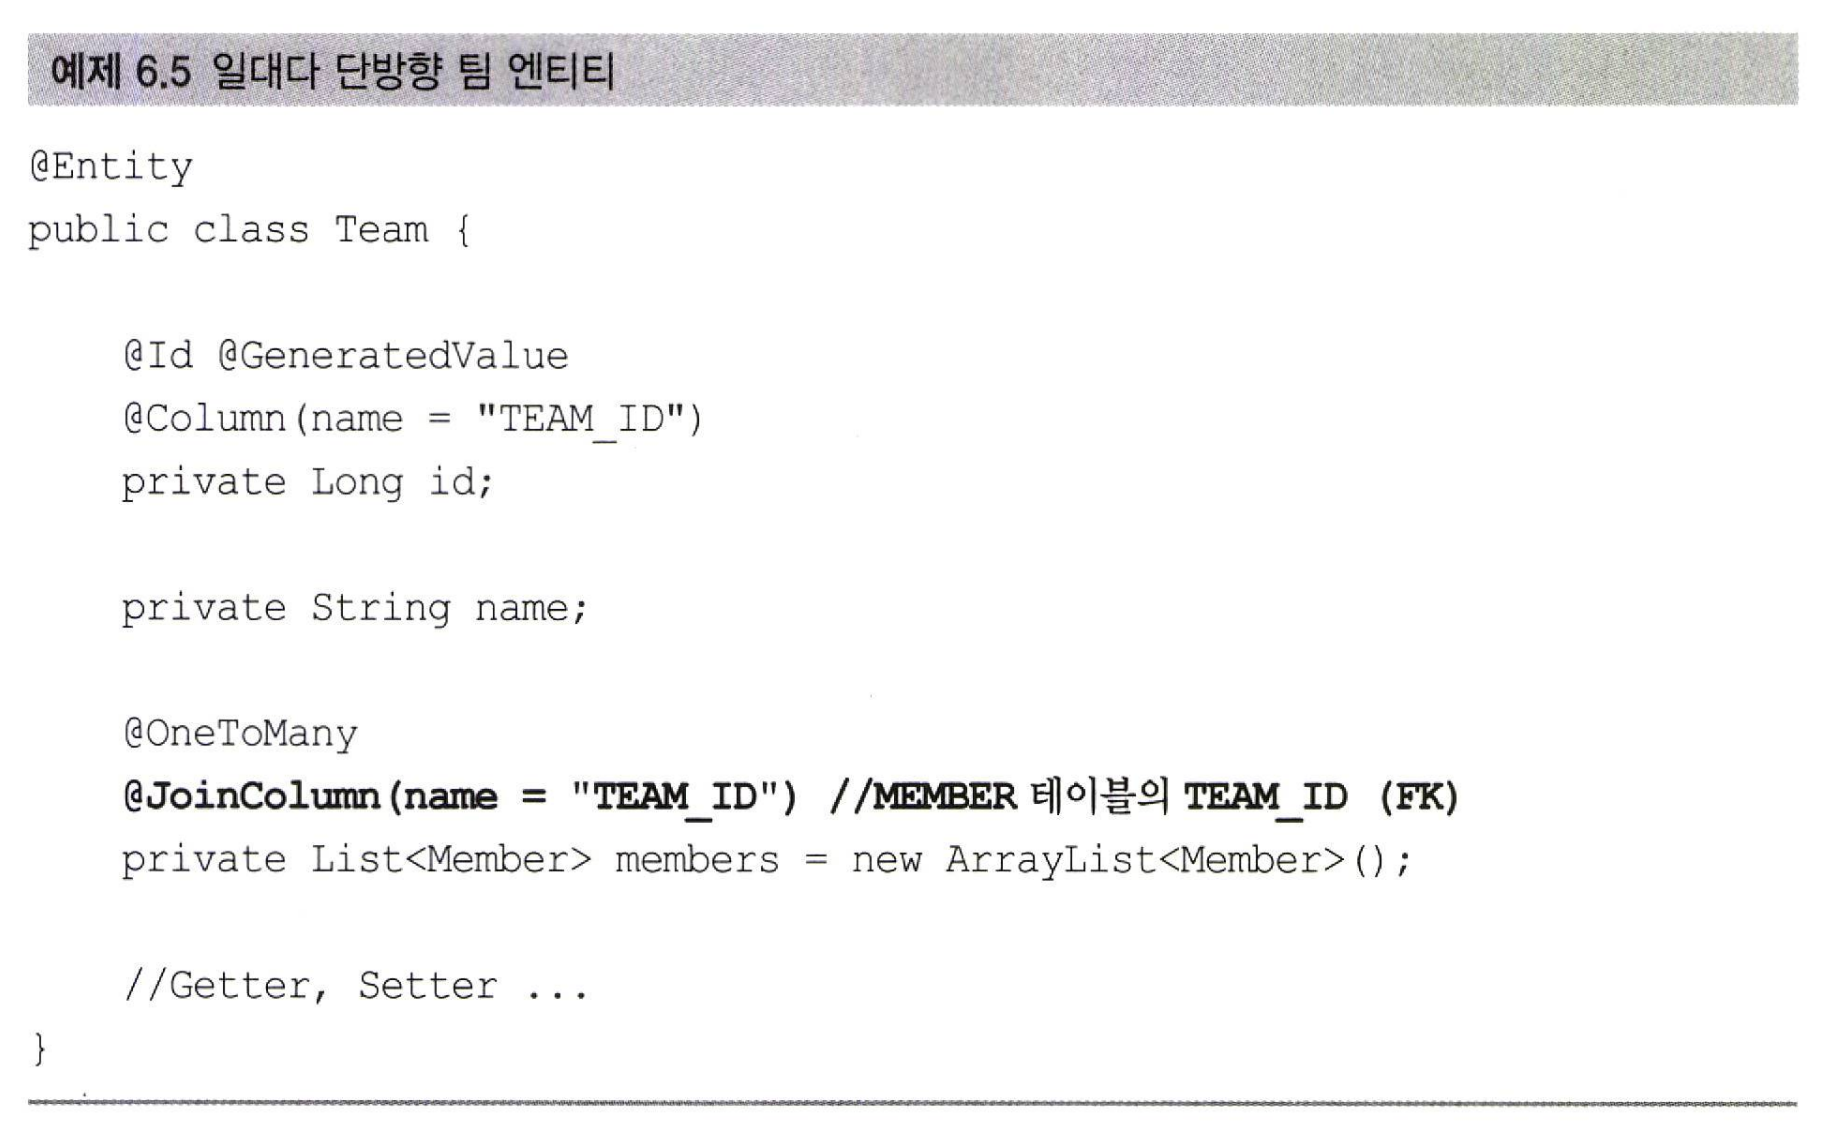 예제 6.5 일대다 단방향 팀 엔티티
@Entity
public class Team {
@Id @GeneratedValue
@Column(name = "TEAM_ID")
private Long id;
private String name;
@OneToMany
@JoinColumn(name = "TEAM_ID") //MEMBER 테이블의 TEAM_ID (FK)
private List<Member> members = new ArrayList<Member>();
//Getter, Setter ...
}